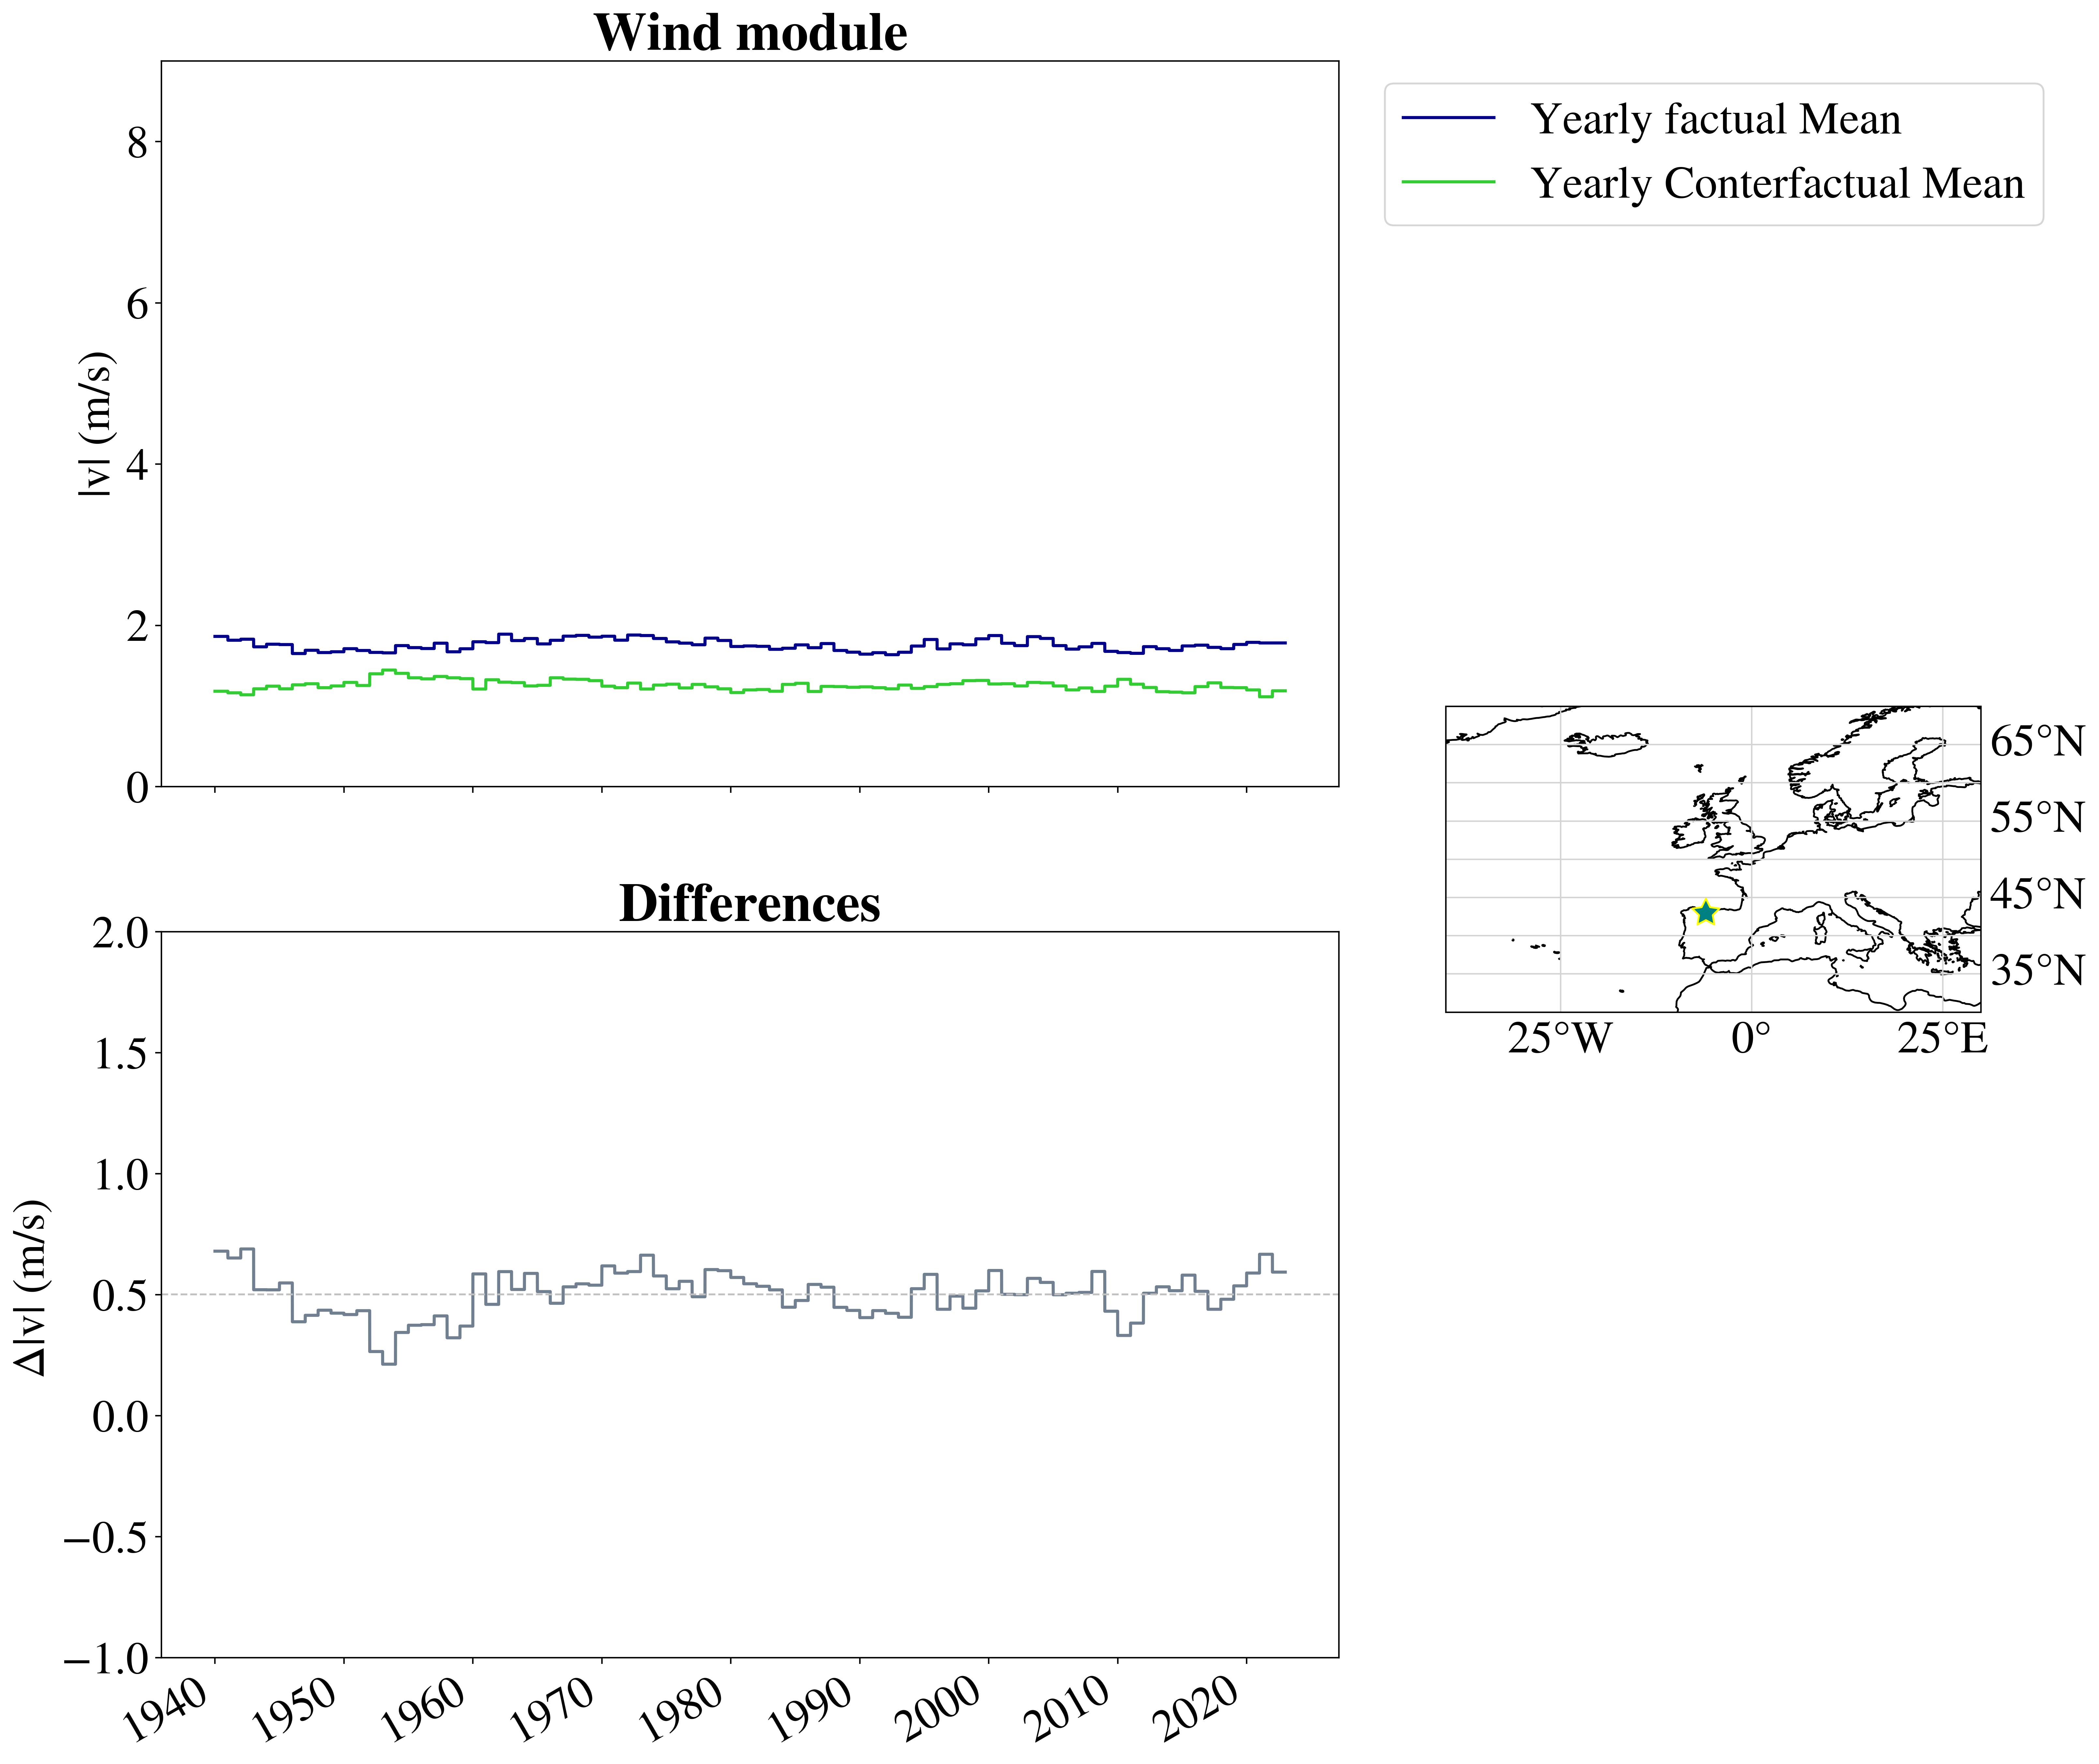 Wind module
8
6
4
2
0
|v| (m/s)
Yearly factual Mean
Yearly Conterfactual Mean
65°N
55°N
45°N
35°N
25°W 0° 25°E
Differences
2.0
1.5
1.0
0.5
0.0
−0.5
−1.0
Δ|v| (m/s)
1940 1950 1960 1970 1980 1990 2000 2010 2020